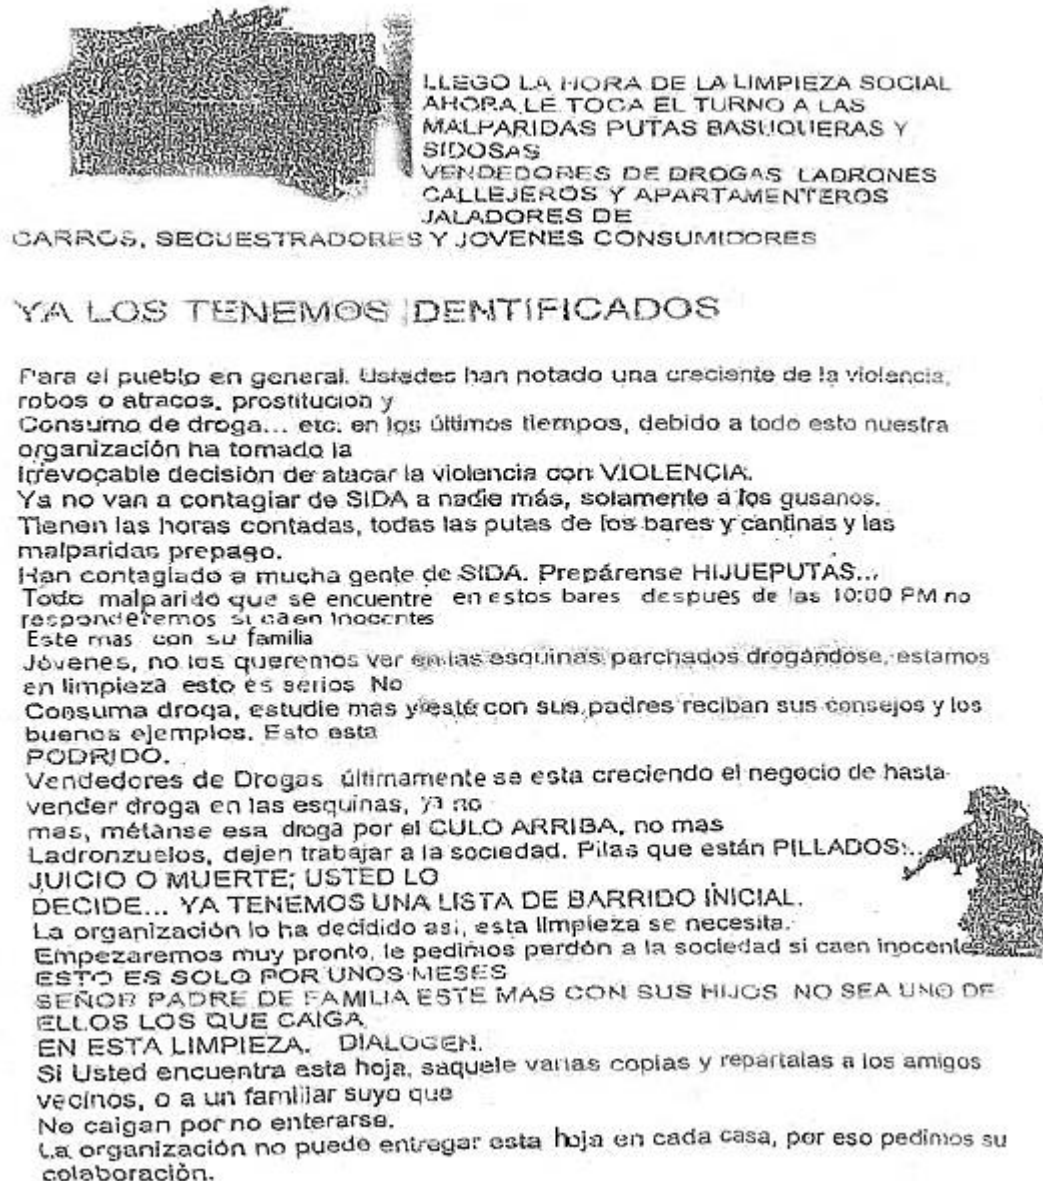 LLEGO LA HORA DE LA LIMPIEZA SOCIAL
AHORA LE TOCA EL TURNO A LAS
MALPARIDAS PUTAS BASUQUERAS Y
SIDOSAS
VENDEDORES DE DROGAS LADRONES
CALLEJEROS Y APARTAMENTEROS
JALADORES DE
CARROS, SECUESTRADORES Y JOVENES CONSUMIDORES
YA LOS TENEMOS IDENTIFICADOS
Para el pueblo en general. Ustedes han notado una creciente de la violencia,
robos o atracos, prostitucion y
Consumo de droga... etc. en los últimos tiempos, debido a todo esto nuestra
organización ha tomado la
Irrevocable decisión de atacar la violencia con VIOLENCIA.
Ya no van a contagiar de SIDA a nadie más, solamente a los gusanos.
Tienen las horas contadas, todas las putas de los bares y cantinas y las
malparidas prepago.
Han contagiado a mucha gente de SIDA. Prepárense HIJUEPUTAS...
Todo malparido que se encuentre en estos bares despues de las 10:00 PM no
responderemos si caen inocentes
Este mas con su familia
Jóvenes, no los queremos ver en las esquinas parchados drogándose, estamos
en limpieza esto es serios No
Consuma droga, estudie mas y esté con sus padres reciban sus consejos y los
buenos ejemplos. Esto esta
PODRIDO.
Vendedores de Drogas últimamente se esta creciendo el negocio de hasta
vender droga en las esquinas, ya no
mas, métanse esa droga por el CULO ARRIBA, no mas
Ladronzuelos, dejen trabajar a la sociedad. Pilas que están PILLADOS...
JUICIO O MUERTE; USTED LO
DECIDE... YA TENEMOS UNA LISTA DE BARRIDO INICIAL.
La organización lo ha decidido asi, esta limpieza se necesita.
Empezaremos muy pronto, le pedimos perdón a la sociedad si caen inocentes
ESTO ES SOLO POR UNOS MESES
SEÑOR PADRE DE FAMILIA ESTE MAS CON SUS HIJOS NO SEA UNO DE
ELLOS LOS QUE CAIGA
EN ESTA LIMPIEZA. DIALOGEN.
Si Usted encuentra esta hoja, saquele varias copias y repartalas a los amigos
vecinos, o a un familiar suyo que
No caigan por no enterarse.
La organización no puede entregar esta hoja en cada casa, por eso pedimos su
colaboración.